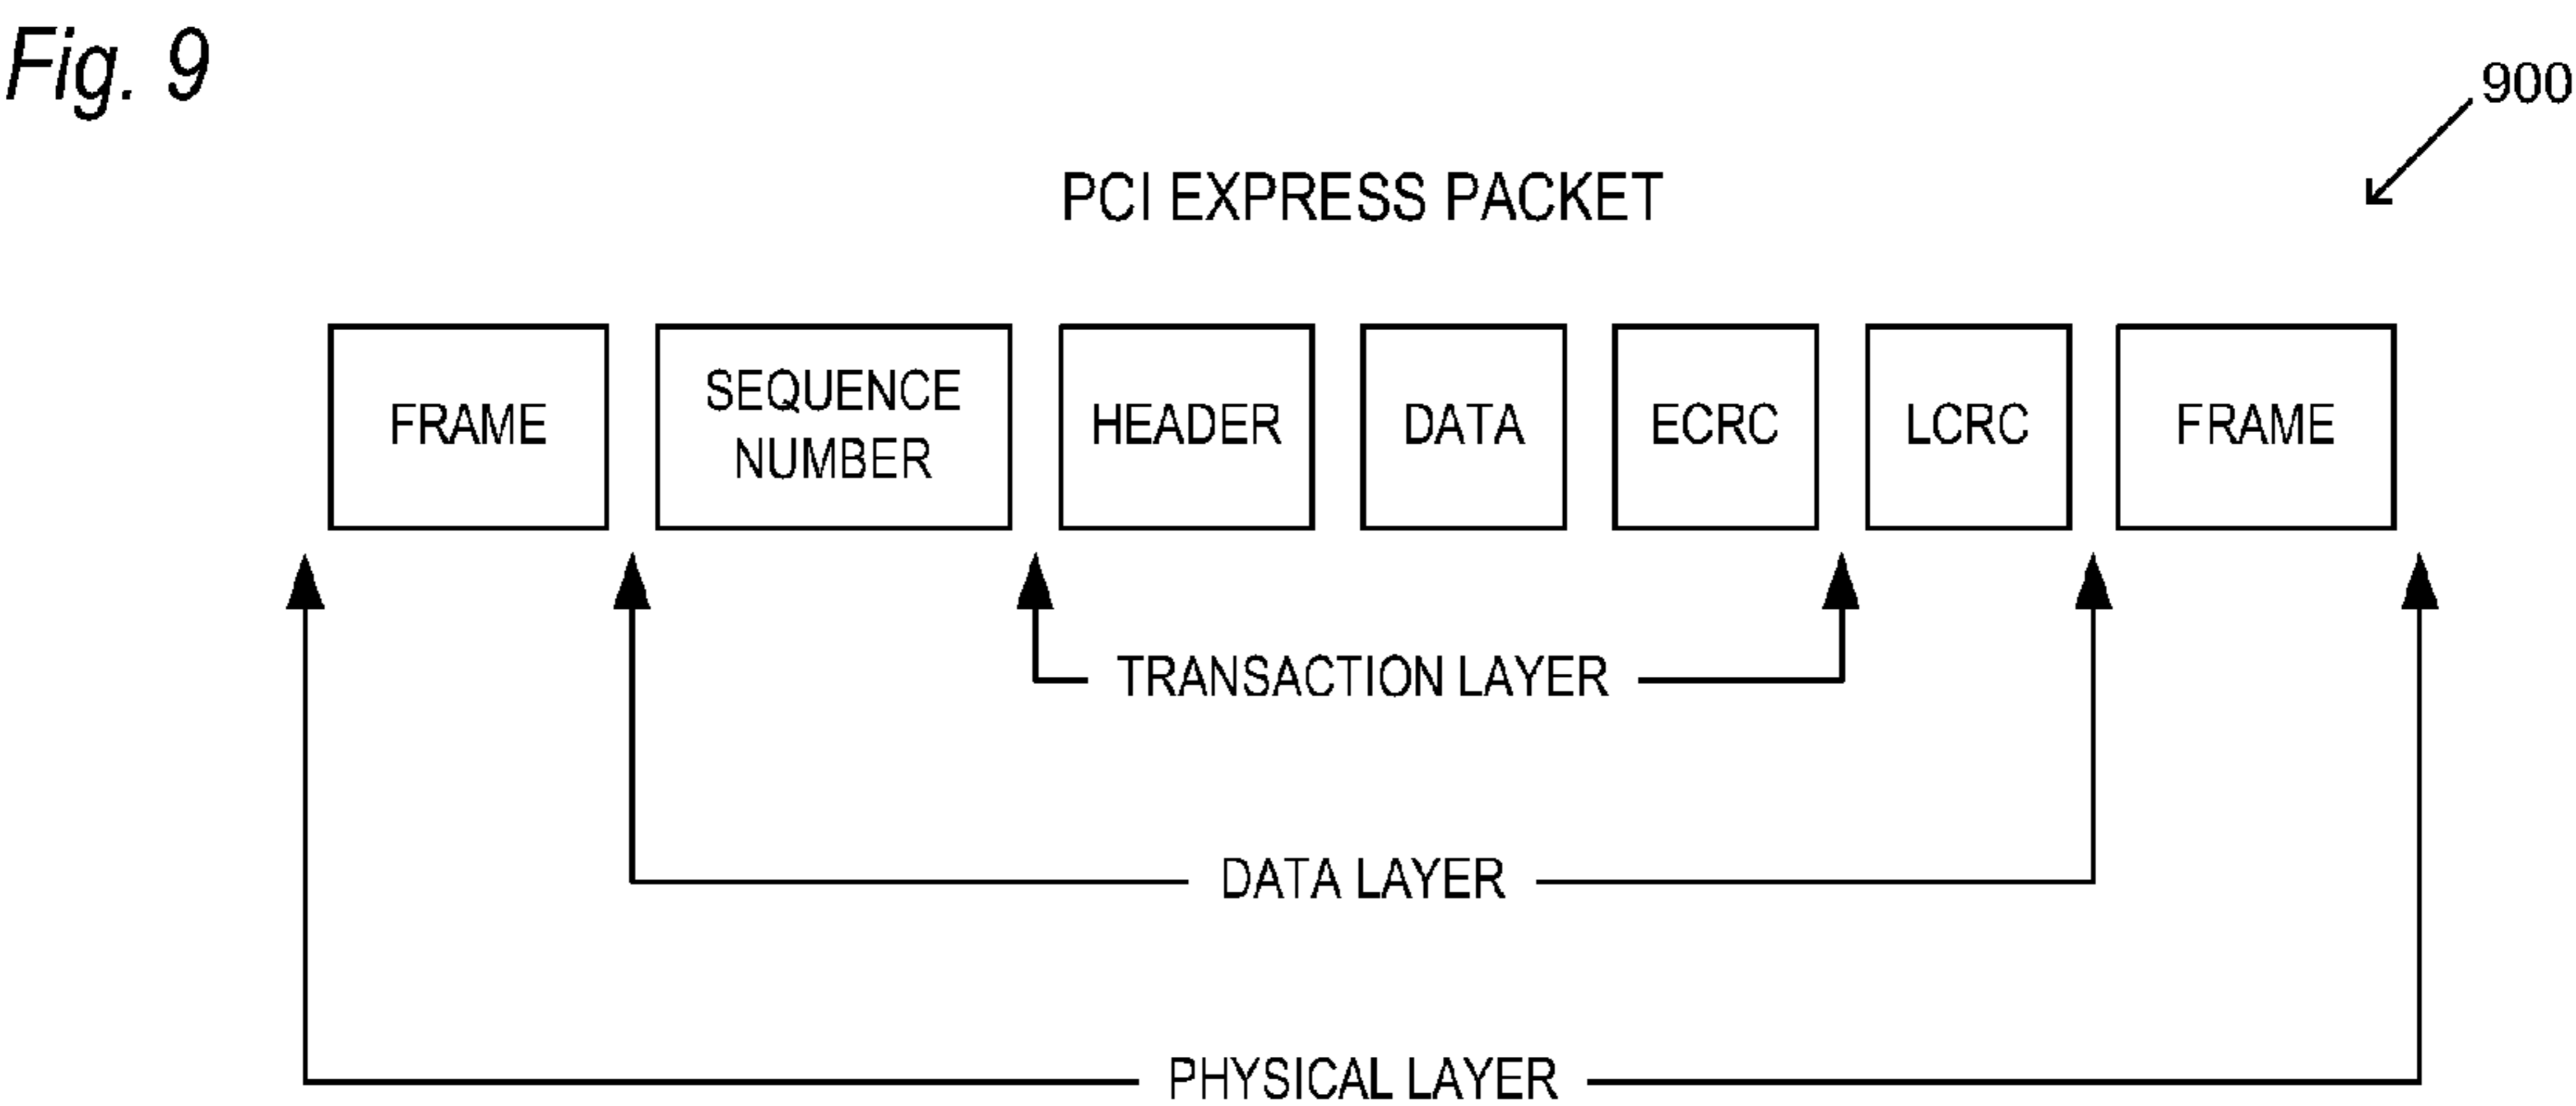 Fig. 9
900
PCI EXPRESS PACKET
FRAME
SEQUENCE
NUMBER
HEADER
DATA
ECRC
LCRC
FRAME
TRANSACTION LAYER
DATA LAYER
PHYSICAL LAYER